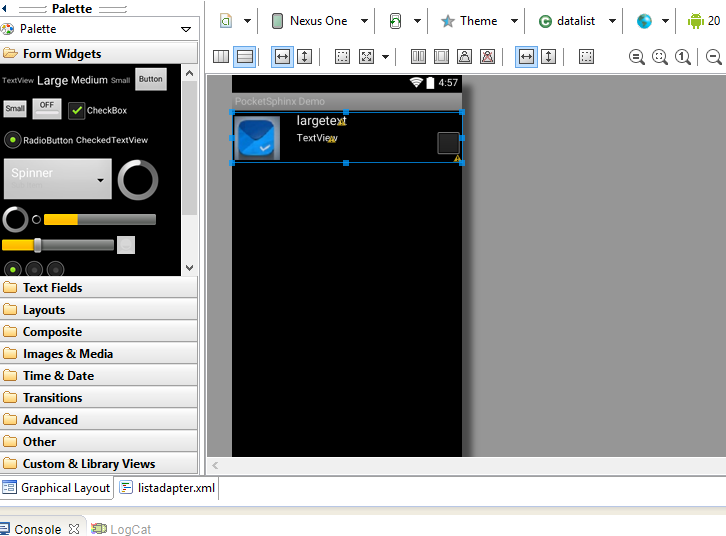 Palette
Palette
Form Widgets
TextView Large Medium Small Button
Small OFF CheckBox
RadioButton CheckedTextView
Spinner
Text Fields
Layouts
Composite
Images & Media
Time & Date
Transitions
Advanced
Other
Custom & Library Views
Graphical Layout listadapter.xml
Console LogCat
Nexus One Theme datalist 20
4:57
PocketSphinx Demo
largetext
TextView